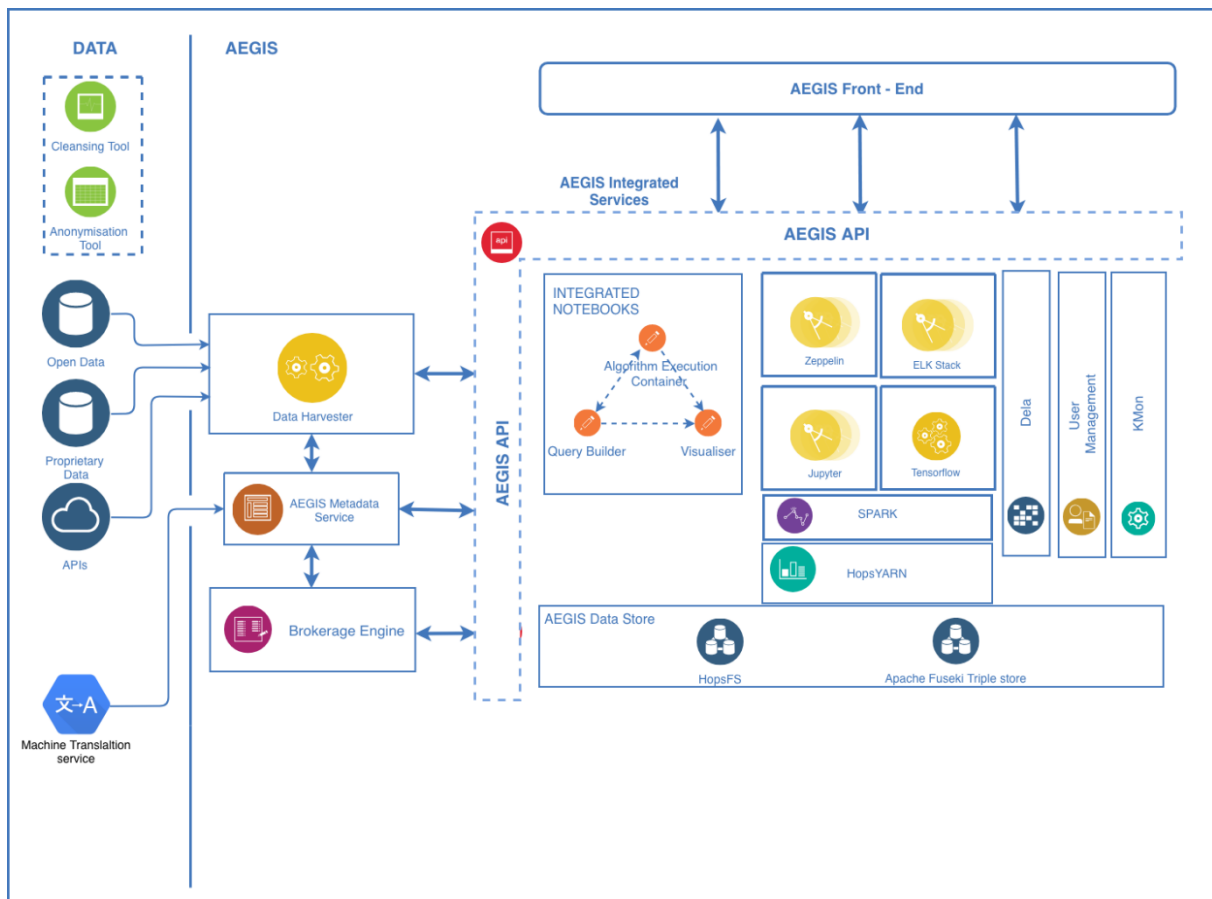 DATA
AEGIS
Cleansing Tool
Anonymisation
Tool
Open Data
Proprietary
Data
APIs
文→A
Machine Translaltion
service
Data Harvester
AEGIS Metadata
Service
Brokerage Engine
AEGIS Front - End
AEGIS Integrated
Services
api
AEGIS API
AEGIS API
INTEGRATED
NOTEBOOKS
Algorithm Execution
Container
Query Builder
Visualiser
Zeppelin
ELK Stack
Jupyter
Tensorflow
SPARK
HopsYARN
Dela
User
Management
KMon
AEGIS Data Store
HopsFS
Apache Fuseki Triple store